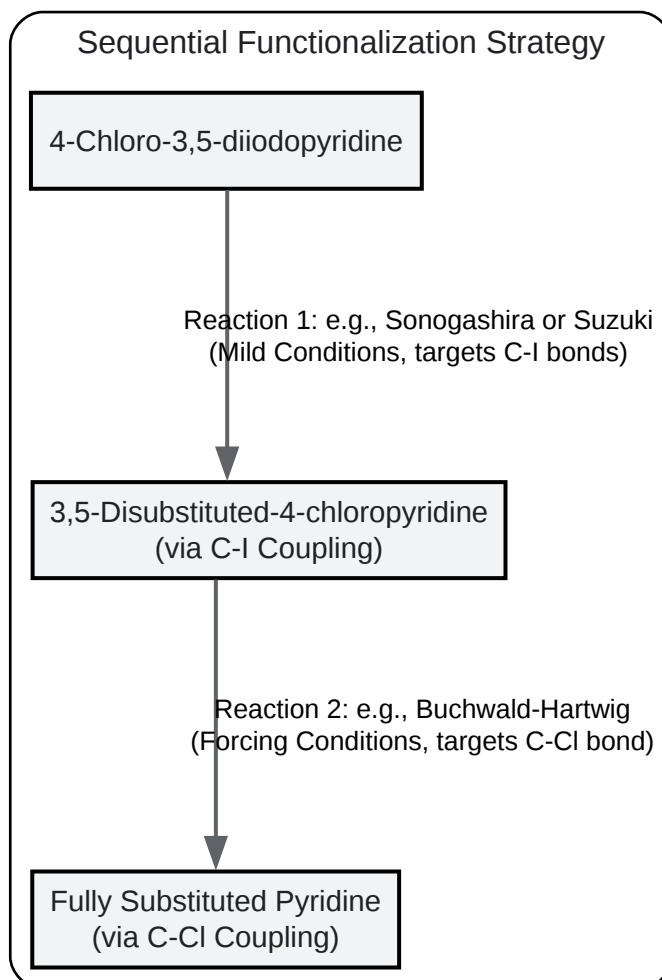 Sequential Functionalization Strategy
4-Chloro-3,5-diiodopyridine
Reaction 1: e.g., Sonogashira or Suzuki
(Mild Conditions, targets C-I bonds)
3,5-Disubstituted-4-chloropyridine
(via C-I Coupling)
Reaction 2: e.g., Buchwald-Hartwig
(Forcing Conditions, targets C-Cl bond)
Fully Substituted Pyridine
(via C-Cl Coupling)